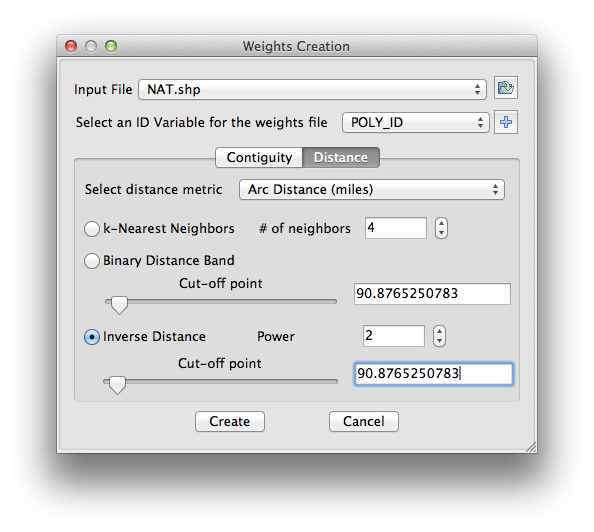 Weights Creation
Input File NAT.shp
Select an ID Variable for the weights file POLY_ID
Contiguity Distance
Select distance metric Arc Distance (miles)
k-Nearest Neighbors # of neighbors 4
Binary Distance Band
Cut-off point
90.8765250783
Inverse Distance Power 2
Cut-off point
90.8765250783
Create Cancel